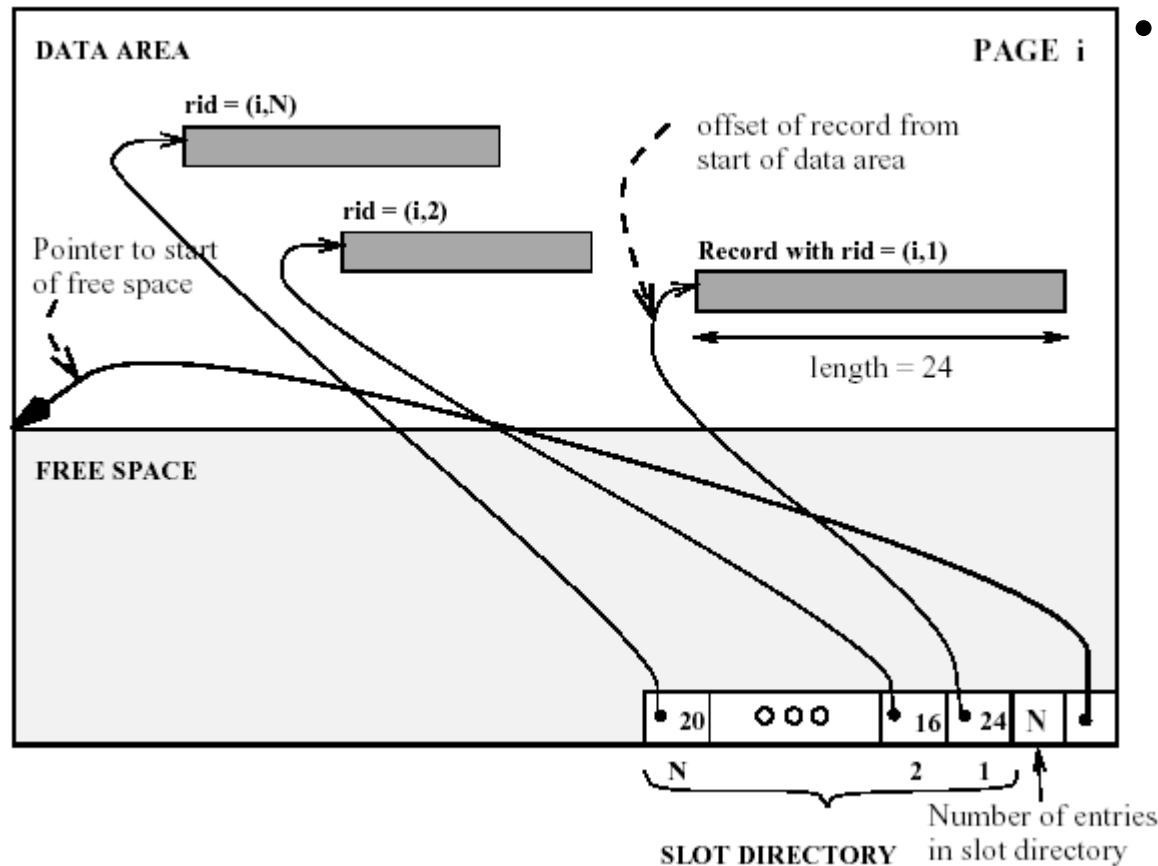 DATA AREA
PAGE i
rid = (i,N)
offset of record from
start of data area
rid = (i,2)
Pointer to start
of free space
Record with rid = (i,1)
length = 24
FREE SPACE
20
16
24
N
N
2
1
Number of entries
in slot directory
SLOT DIRECTORY